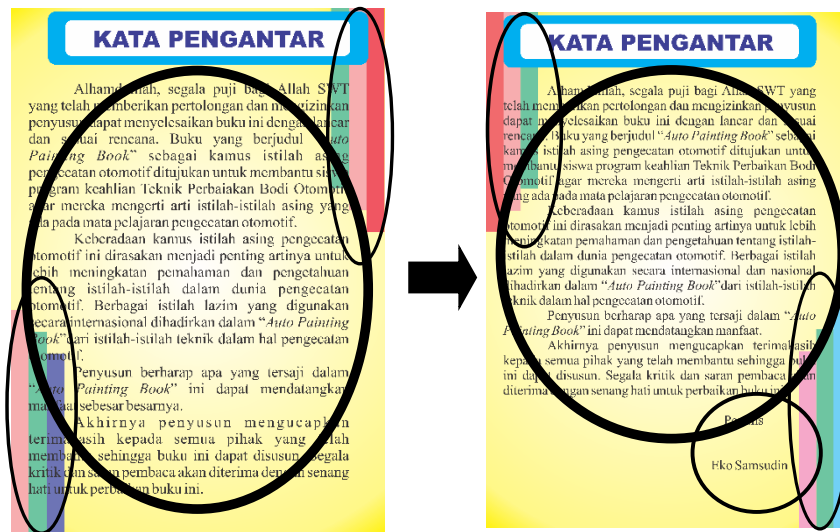 KATA PENGANTAR
Alhamdulillah, segala puji bagi Allah SWT
yang telah memberikan pertolongan dan mengizinkan
penyusun dapat menyelesaikan buku ini dengan lancar
dan sesuai rencana. Buku yang berjudul “Auto
Painting Book” sebagai kamus istilah asing
pengecatan otomotif ditujukan untuk membantu siswa
program keahlian Teknik Perbaiakan Bodi Otomotif
agar mereka mengerti arti istilah-istilah asing yang
ada pada mata pelajaran pengecatan otomotif.
Keberadaan kamus istilah asing pengecatan
otomotif ini dirasakan menjadi penting artinya untuk
lebih meningkatan pemahaman dan pengetahuan
tentang istilah-istilah dalam dunia pengecatan
otomotif. Berbagai istilah lazim yang digunakan
secara internasional dihadirkan dalam “Auto Painting
Book”dari istilah-istilah teknik dalam hal pengecatan
otomotif.
Penyusun berharap apa yang tersaji dalam
“Auto Painting Book” ini dapat mendatangkan
manfaat sebesar besarnya.
Akhirnya penyusun mengucapkan
terimakasih kepada semua pihak yang telah
membantu sehingga buku ini dapat disusun. Segala
kritik dan saran pembaca akan diterima dengan senang
hati untuk perbaikan buku ini.
KATA PENGANTAR
Alhamdulillah, segala puji bagi Allah SWT yang
telah memberikan pertolongan dan mengizinkan penyusun
dapat menyelesaikan buku ini dengan lancar dan sesuai
rencana. Buku yang berjudul “Auto Painting Book” sebagai
kamus istilah asing pengecatan otomotif ditujukan untuk
membantu siswa program keahlian Teknik Perbaikan Bodi
Otomotif agar mereka mengerti arti istilah-istilah asing
yang ada pada mata pelajaran pengecatan otomotif.
Keberadaan kamus istilah asing pengecatan
otomotif ini dirasakan menjadi penting artinya untuk lebih
meningkatan pemahaman dan pengetahuan tentang istilah-
istilah dalam dunia pengecatan otomotif. Berbagai istilah
lazim yang digunakan secara internasional dan nasional
dihadirkan dalam “Auto Painting Book”dari istilah-istilah
teknik dalam hal pengecatan otomotif.
Penyusun berharap apa yang tersaji dalam “Auto
Painting Book” ini dapat mendatangkan manfaat.
Akhirnya penyusun mengucapkan terimakasih
kepada semua pihak yang telah membantu sehingga buku
ini dapat disusun. Segala kritik dan saran pembaca akan
diterima dengan senang hati untuk perbaikan buku ini.
Penulis
Eko Samsudin